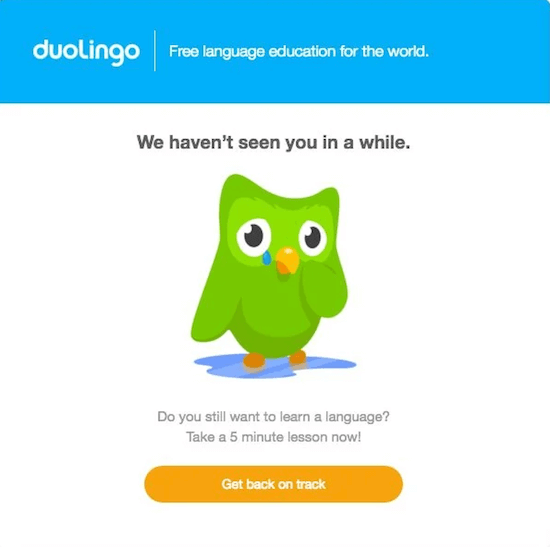 duolingo
Free language education for the world.
We haven't seen you in a while.
Do you still want to learn a language?
Take a 5 minute lesson now!
Get back on track